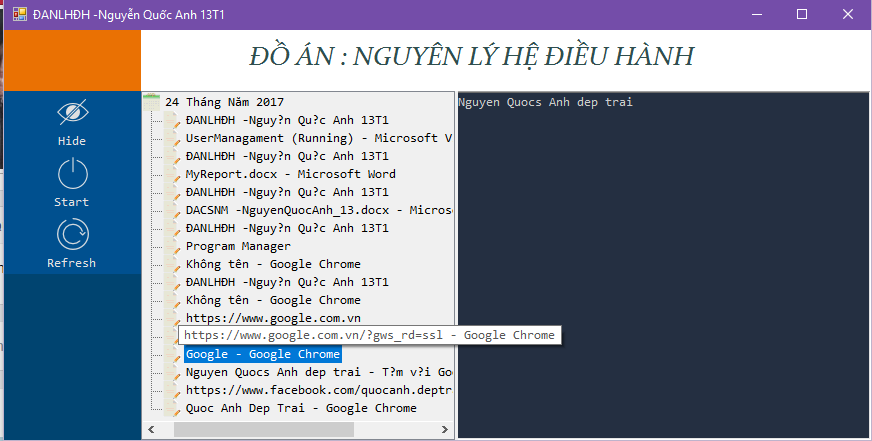 ĐANLHĐH -Nguyễn Quốc Anh 13T1
ĐỒ ÁN : NGUYÊN LÝ HỆ ĐIỀU HÀNH
Hide
Start
Refresh
24 Tháng Năm 2017
ĐANLHĐH -Nguy?n Qu?c Anh 13T1
UserManagament (Running) - Microsoft V
ĐANLHĐH -Nguy?n Qu?c Anh 13T1
MyReport.docx - Microsoft Word
ĐANLHĐH -Nguy?n Qu?c Anh 13T1
DACSNM -NguyenQuocAnh_13.docx - Micros
ĐANLHĐH -Nguy?n Qu?c Anh 13T1
Program Manager
Không tên - Google Chrome
ĐANLHĐH -Nguy?n Qu?c Anh 13T1
Không tên - Google Chrome
https://www.google.com.vn
https://www.google.com.vn/?gws_rd=ssl - Google Chrome
Google - Google Chrome
Nguyen Quocs Anh dep trai - T?m v?i Go
https://www.facebook.com/quocanh.deptr
Quoc Anh Dep Trai - Google Chrome
Nguyen Quocs Anh dep trai